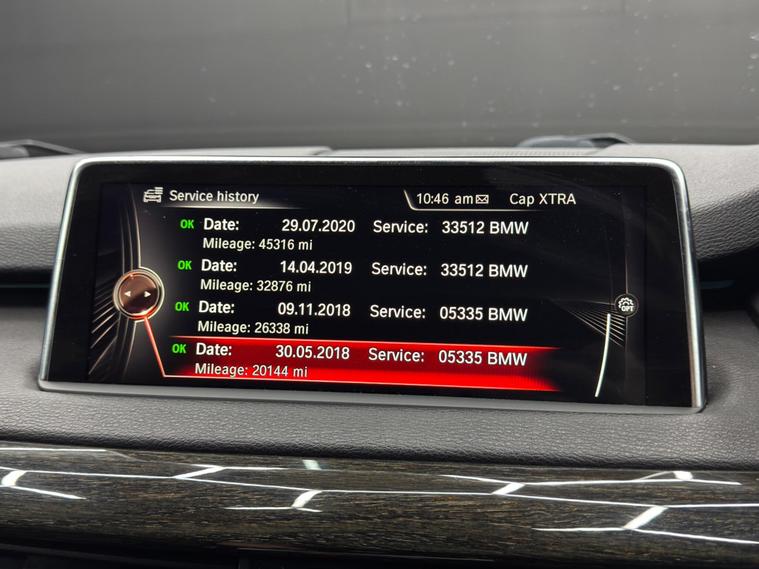 Service history 10:46 am Cap XTRA
OK Date: 29.07.2020 Service: 33512 BMW
Mileage: 45316 mi
OK Date: 14.04.2019 Service: 33512 BMW
Mileage: 32876 mi
OK Date: 09.11.2018 Service: 05335 BMW
Mileage: 26338 mi
OK Date: 30.05.2018 Service: 05335 BMW
Mileage: 20144 mi
OPT